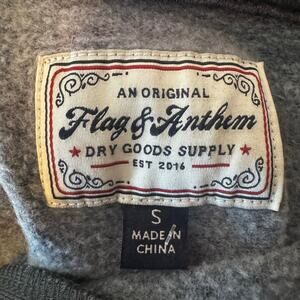 AN ORIGINAL
Flag & Anthem
DRY GOODS SUPPLY
EST 2016
S
MADE IN
CHINA